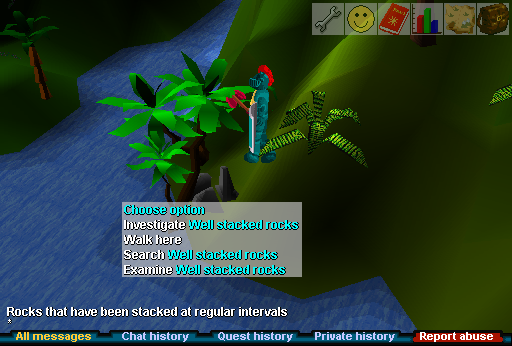 Choose option
Investigate Well stacked rocks
Walk here
Search Well stacked rocks
Examine Well stacked rocks
Rocks that have been stacked at regular intervals
*
All messages Chat history Quest history Private history Report abuse